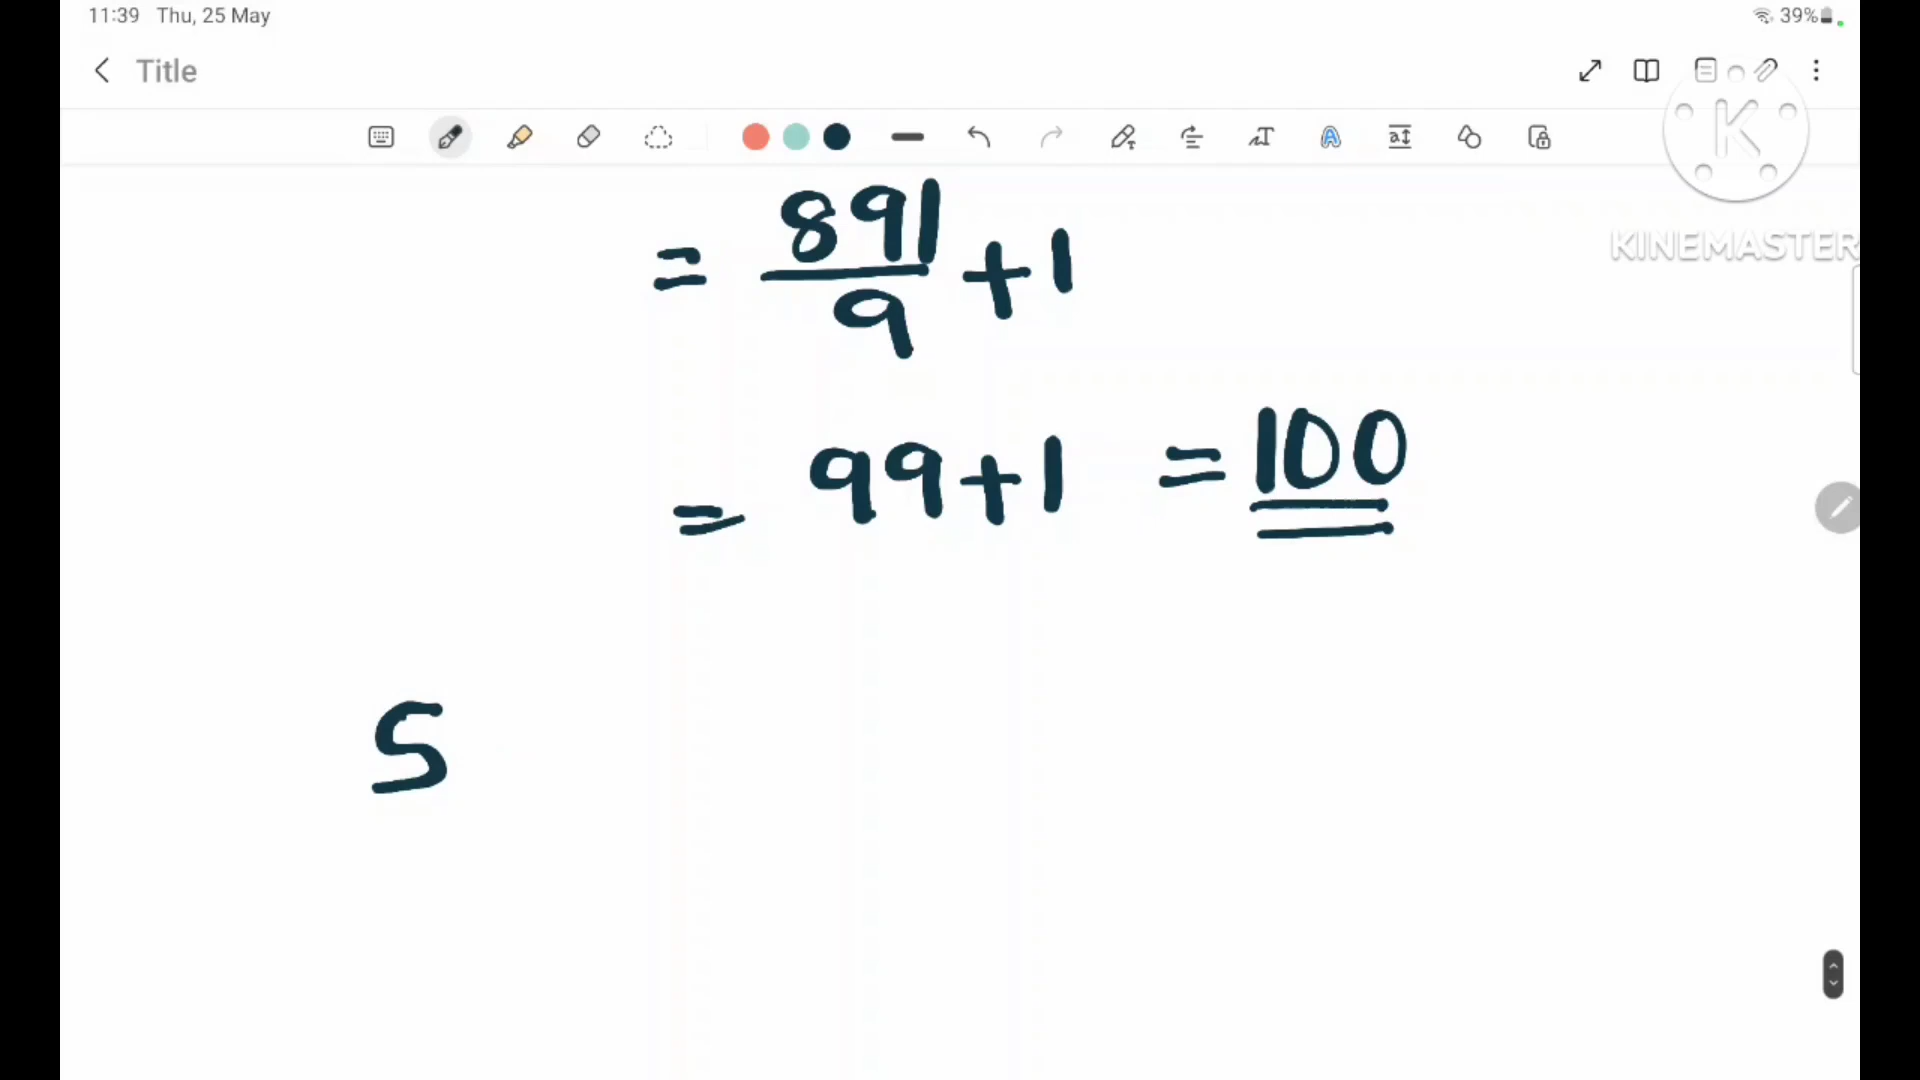 11:39 Thu, 25 May 39%
Title
K
KINEMASTER
= 891/9 + 1
= 99+1 = 100
S